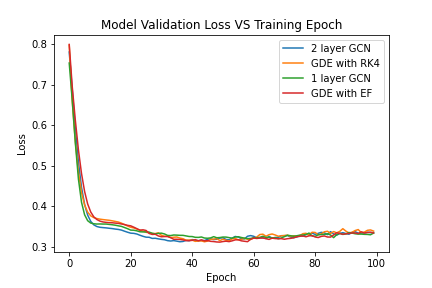 Model Validation Loss VS Training Epoch
2 layer GCN
GDE with RK4
1 layer GCN
GDE with EF
Loss
0.8
0.7
0.6
0.5
0.4
0.3
0 20 40 60 80 100
Epoch